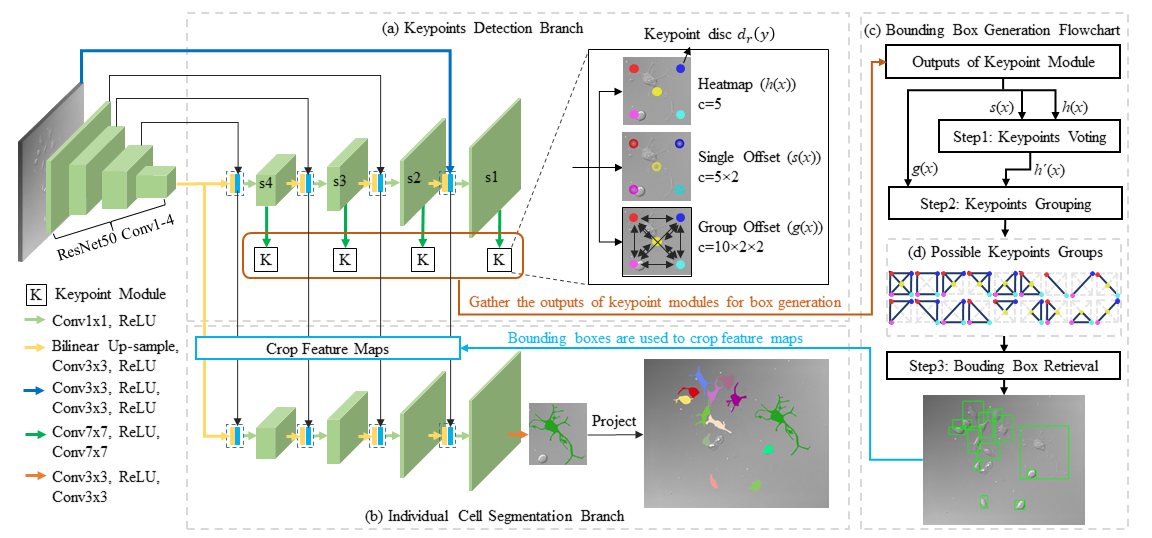 (a) Keypoints Detection Branch
Keypoint disc dᵣ(y)
Heatmap (h(x))
c=5
Single Offset (s(x))
c=5×2
Group Offset (g(x))
c=10×2×2
s4
s3
s2
s1
ResNet50 Conv1-4
K
K
K
K
Gather the outputs of keypoint modules for box generation
K
Keypoint Module
Conv1x1, ReLU
Bilinear Up-sample,
Conv3x3, ReLU
Conv3x3, ReLU,
Conv3x3, ReLU
Conv7x7, ReLU,
Conv7x7
Conv3x3, ReLU,
Conv3x3
Crop Feature Maps
Bounding boxes are used to crop feature maps
Project
(b) Individual Cell Segmentation Branch
(c) Bounding Box Generation Flowchart
Outputs of Keypoint Module
s(x)
h(x)
Step1: Keypoints Voting
g(x)
h′(x)
Step2: Keypoints Grouping
(d) Possible Keypoints Groups
Step3: Bouding Box Retrieval